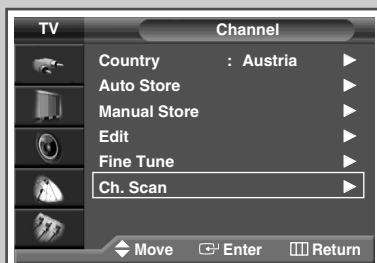 TV Channel
Country : Austria
Auto Store
Manual Store
Edit
Fine Tune
Ch. Scan
Move Enter Return